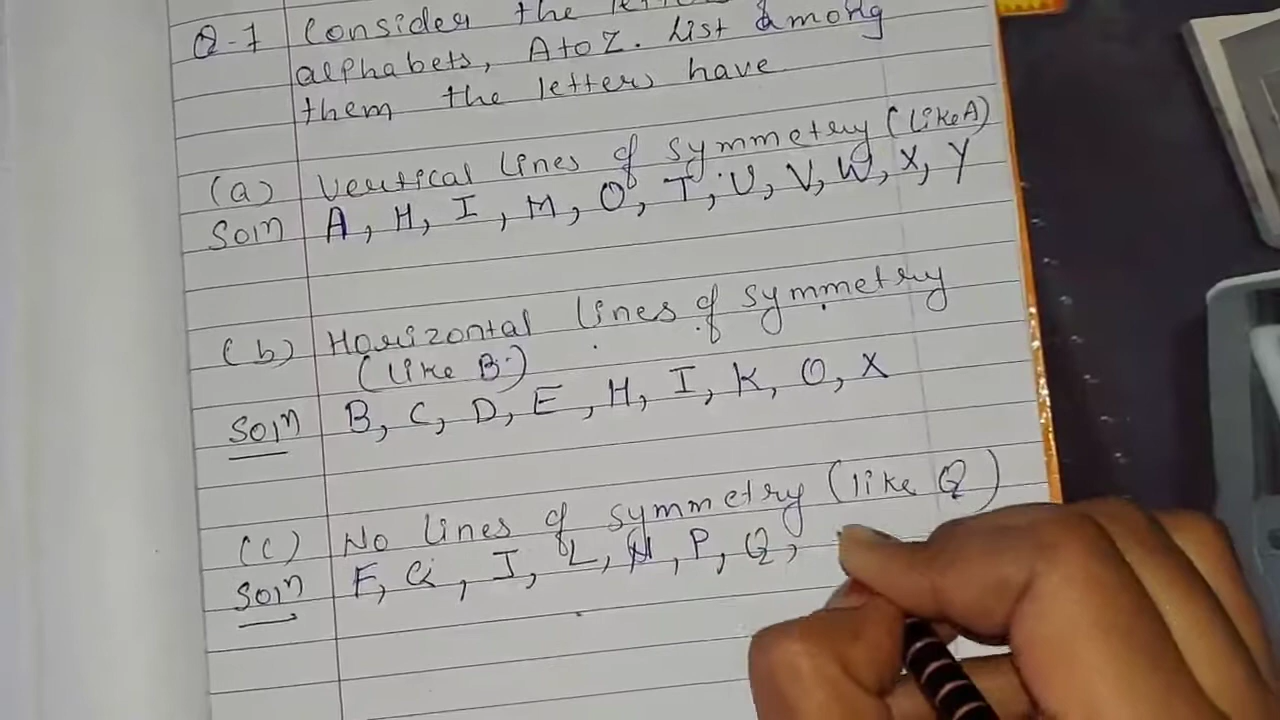 Q-1 Consider the
alphabets, A to Z. List among
them the letters have
(a) Vertical lines of symmetry (like A)
Soln A, H, I, M, O, T, U, V, W, X, Y
(b) Horizontal lines of symmetry
(like B)
Soln B, C, D, E, H, I, K, O, X
(c) No lines of symmetry (like Q)
Soln F, G, J, L, N, P, Q,